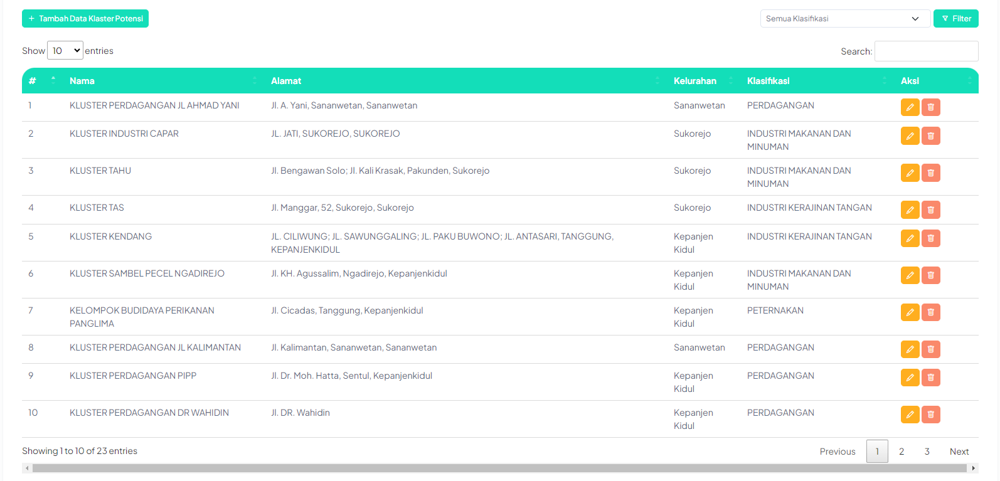 + Tambah Data Klaster Potensi
Semua Klasifikasi
Filter
Show 10 entries
Search:
# Nama Alamat Kelurahan Klasifikasi Aksi
1 KLUSTER PERDAGANGAN JL AHMAD YANI Jl. A. Yani, Sananwetan, Sananwetan Sananwetan PERDAGANGAN
2 KLUSTER INDUSTRI CAPAR JL. JATI, SUKOREJO, SUKOREJO Sukorejo INDUSTRI MAKANAN DAN
MINUMAN
3 KLUSTER TAHU Jl. Bengawan Solo; Jl. Kali Krasak, Pakunden, Sukorejo Sukorejo INDUSTRI MAKANAN DAN
MINUMAN
4 KLUSTER TAS Jl. Manggar, 52, Sukorejo, Sukorejo Sukorejo INDUSTRI KERAJINAN TANGAN
5 KLUSTER KENDANG JL. CILIWUNG; JL. SAWUNGGALING; JL. PAKU BUWONO; JL. ANTASARI, TANGGUNG, Kepanjen INDUSTRI KERAJINAN TANGAN
KEPANJENKIDUL Kidul
6 KLUSTER SAMBEL PECEL NGADIREJO Jl. KH. Agussalim, Ngadirejo, Kepanjenkidul Kepanjen INDUSTRI MAKANAN DAN
Kidul MINUMAN
7 KELOMPOK BUDIDAYA PERIKANAN Jl. Cicadas, Tanggung, Kepanjenkidul Kepanjen PETERNAKAN
PANGLIMA Kidul
8 KLUSTER PERDAGANGAN JL KALIMANTAN Jl. Kalimantan, Sananwetan, Sananwetan Sananwetan PERDAGANGAN
9 KLUSTER PERDAGANGAN PIPP Jl. Dr. Moh. Hatta, Sentul, Kepanjenkidul Kepanjen PERDAGANGAN
Kidul
10 KLUSTER PERDAGANGAN DR WAHIDIN Jl. DR. Wahidin Kepanjen PERDAGANGAN
Kidul
Showing 1 to 10 of 23 entries
Previous 1 2 3 Next